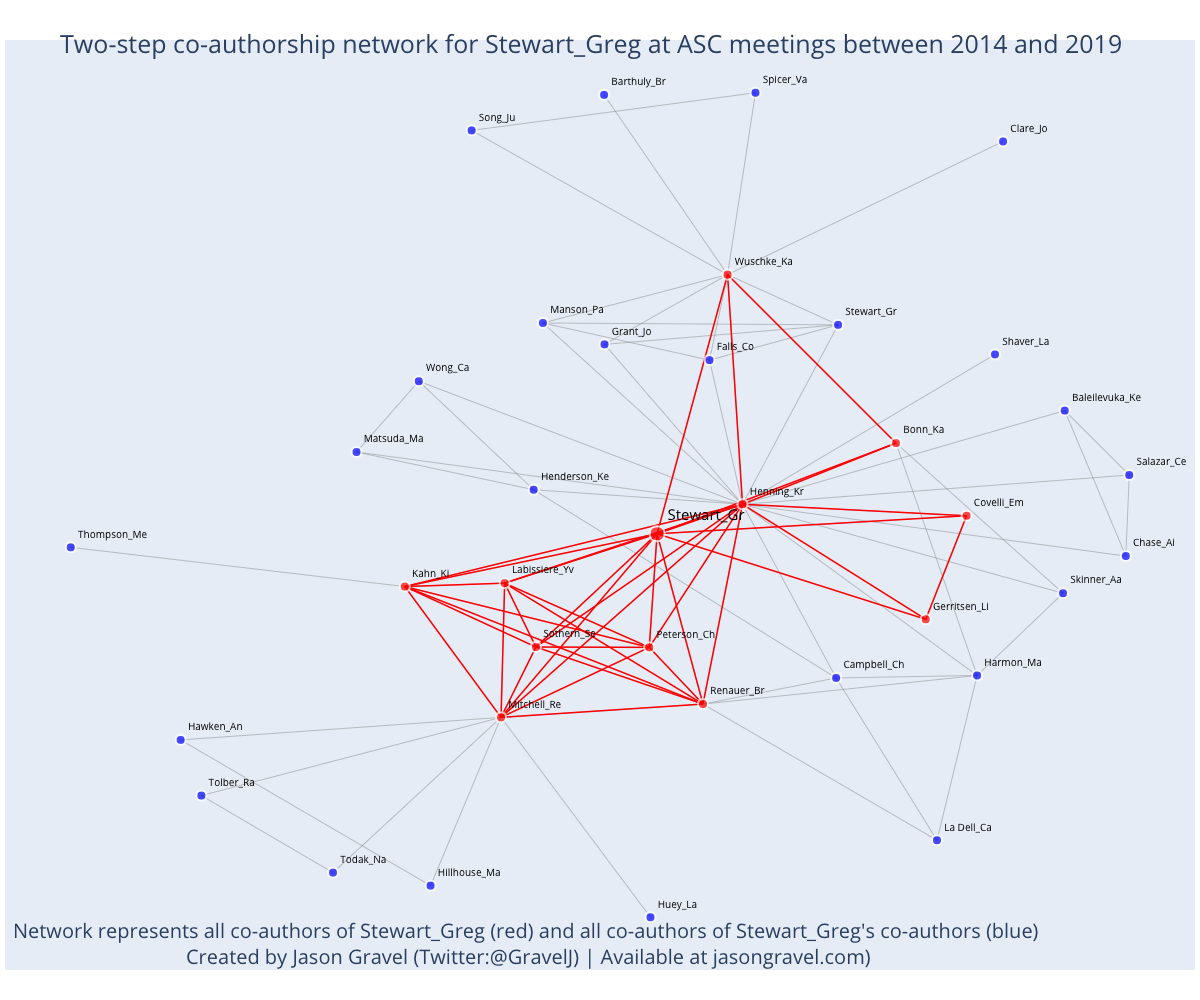 Two-step co-authorship network for Stewart_Greg at ASC meetings between 2014 and 2019
Barthuly_Br
Spicer_Va
Song_Ju
Clare_Jo
Wuschke_Ka
Manson_Pa
Stewart_Gr
Grant_Jo
Falls_Co
Shaver_La
Wong_Ca
Baleilevuka_Ke
Bonn_Ka
Matsuda_Ma
Salazar_Ce
Henderson_Ke
Henning_Kr
Covelli_Em
Stewart_Gr
Thompson_Me
Chase_Ai
Kahn_Ki
Labissiere_Yv
Skinner_Aa
Gerritsen_Li
Sothern_Se
Peterson_Ch
Campbell_Ch
Harmon_Ma
Renauer_Br
Mitchell_Re
Hawken_An
Tolber_Ra
La Dell_Ca
Todak_Na
Hillhouse_Ma
Huey_La
Network represents all co-authors of Stewart_Greg (red) and all co-authors of Stewart_Greg's co-authors (blue)
Created by Jason Gravel (Twitter:@GravelJ) | Available at jasongravel.com)